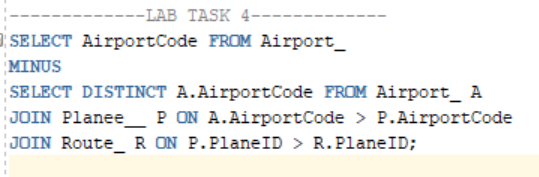 -------------LAB TASK 4-------------
SELECT AirportCode FROM Airport_
MINUS
SELECT DISTINCT A.AirportCode FROM Airport_ A
JOIN Planee__ P ON A.AirportCode > P.AirportCode
JOIN Route_ R ON P.PlaneID > R.PlaneID;